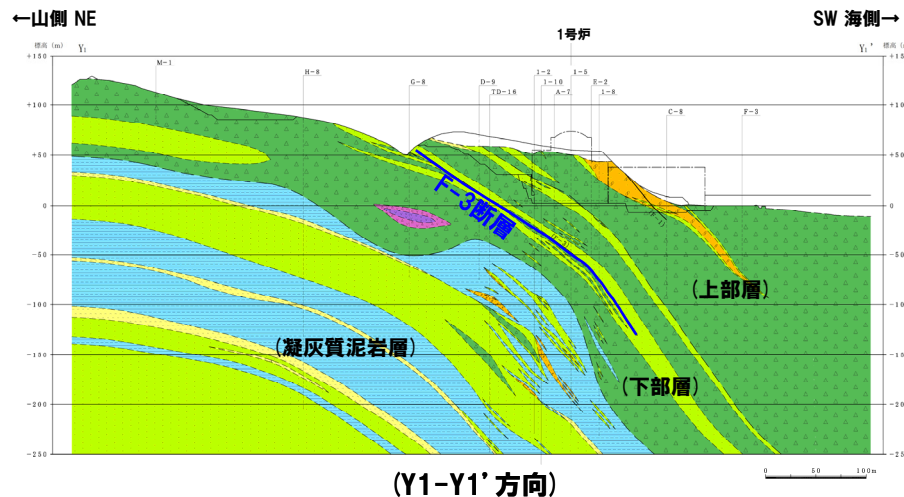 ←山側 NE
SW 海側→
1号炉
標高 (m)
Y1
Y1'
+150
M-1
H-8
G-8
D-9
TD-16
1-2
1-10
1-5
A-7
E-2
1-8
C-8
F-3
+100
+50
0
-50
-100
-150
-200
-250
F-3断層
(上部層)
(凝灰質泥岩層)
(下部層)
0 50 100m
(Y1-Y1'方向)